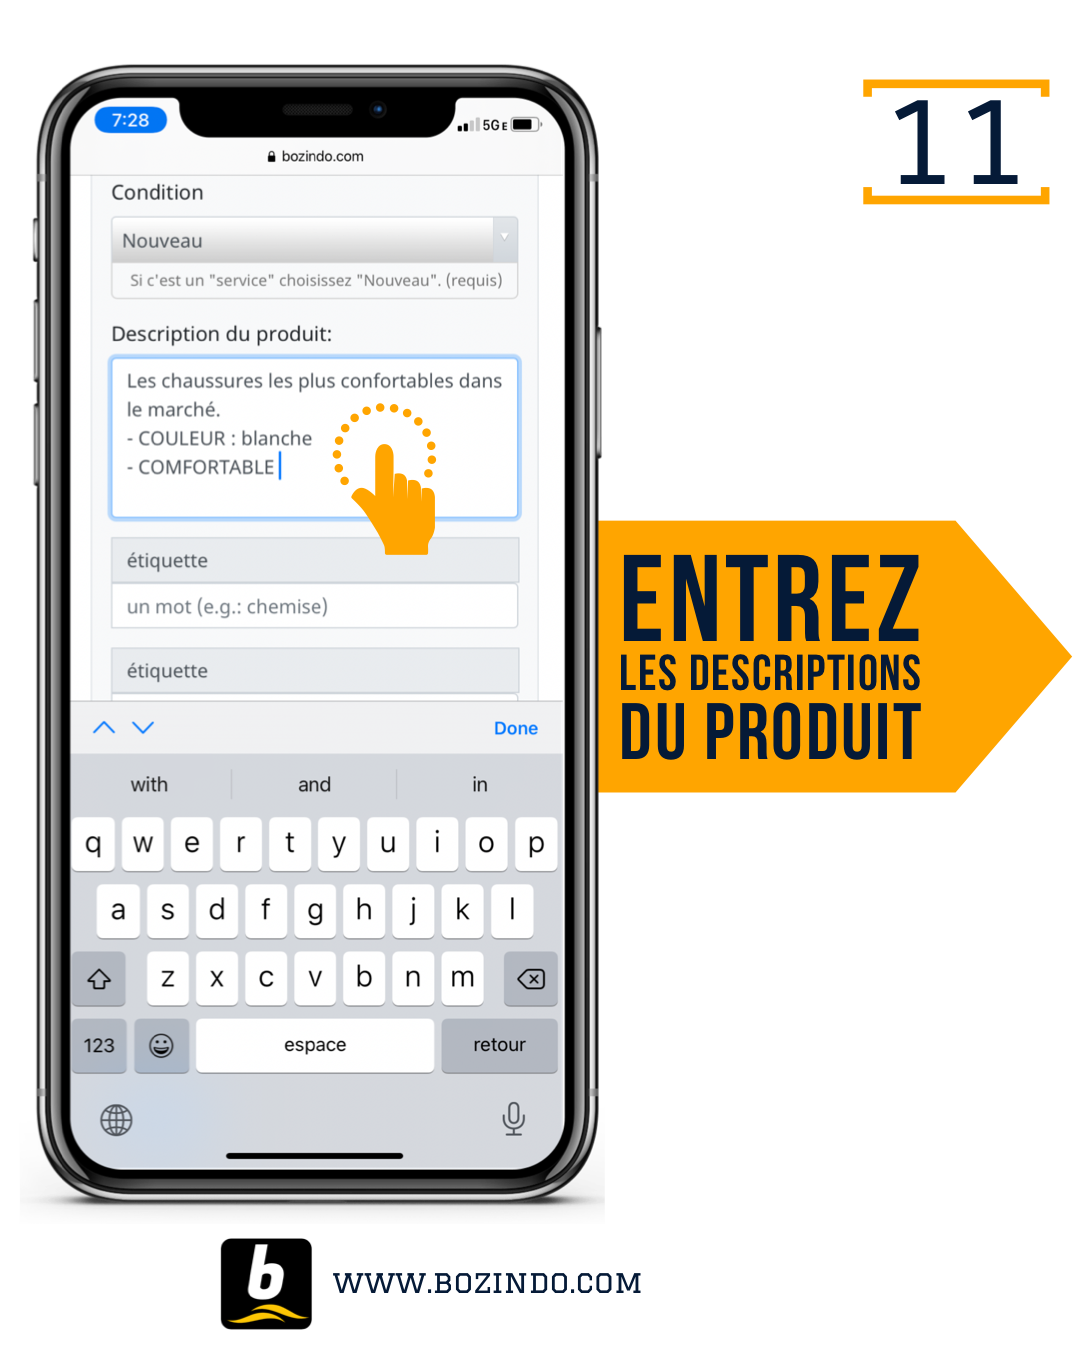 11
7:28
5GE
bozindo.com
Condition
Nouveau
Si c'est un "service" choisissez "Nouveau". (requis)
Description du produit:
Les chaussures les plus confortables dans
le marché.
- COULEUR : blanche
- COMFORTABLE
étiquette
un mot (e.g.: chemise)
étiquette
Done
with and in
q w e r t y u i o p
a s d f g h j k l
z x c v b n m
123 espace retour
ENTREZ
LES DESCRIPTIONS
DU PRODUIT
b
WWW.BOZINDO.COM